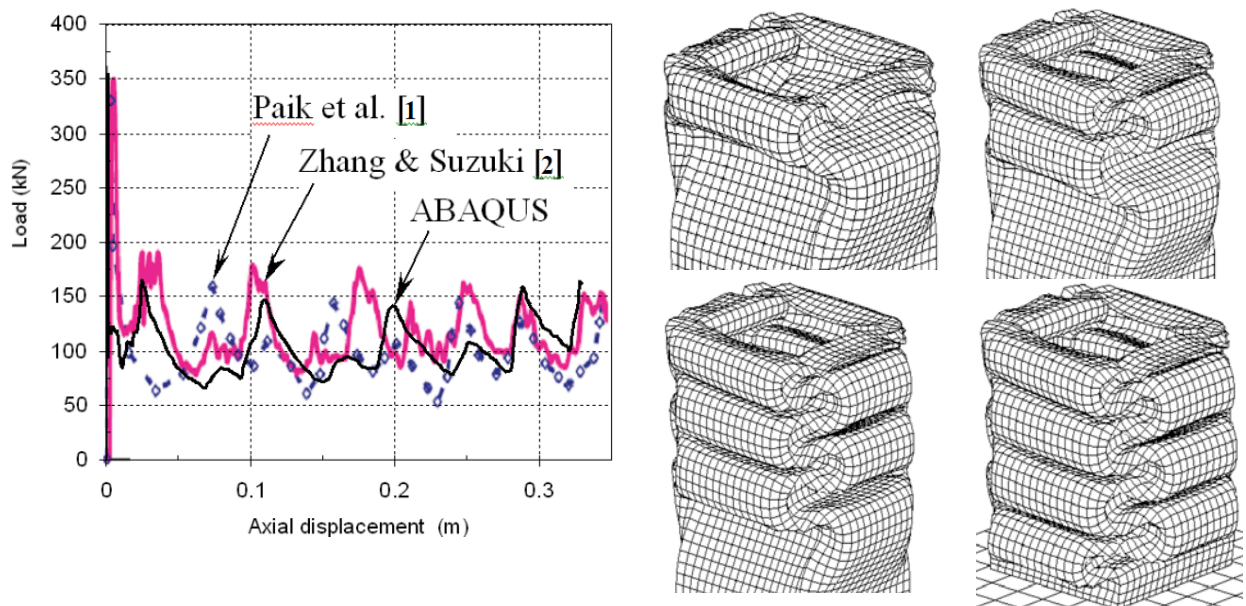 400
350
300
250
200
150
100
50
0
Load (kN)
Paik et al. [1]
Zhang & Suzuki [2]
ABAQUS
0 0.1 0.2 0.3
Axial displacement (m)